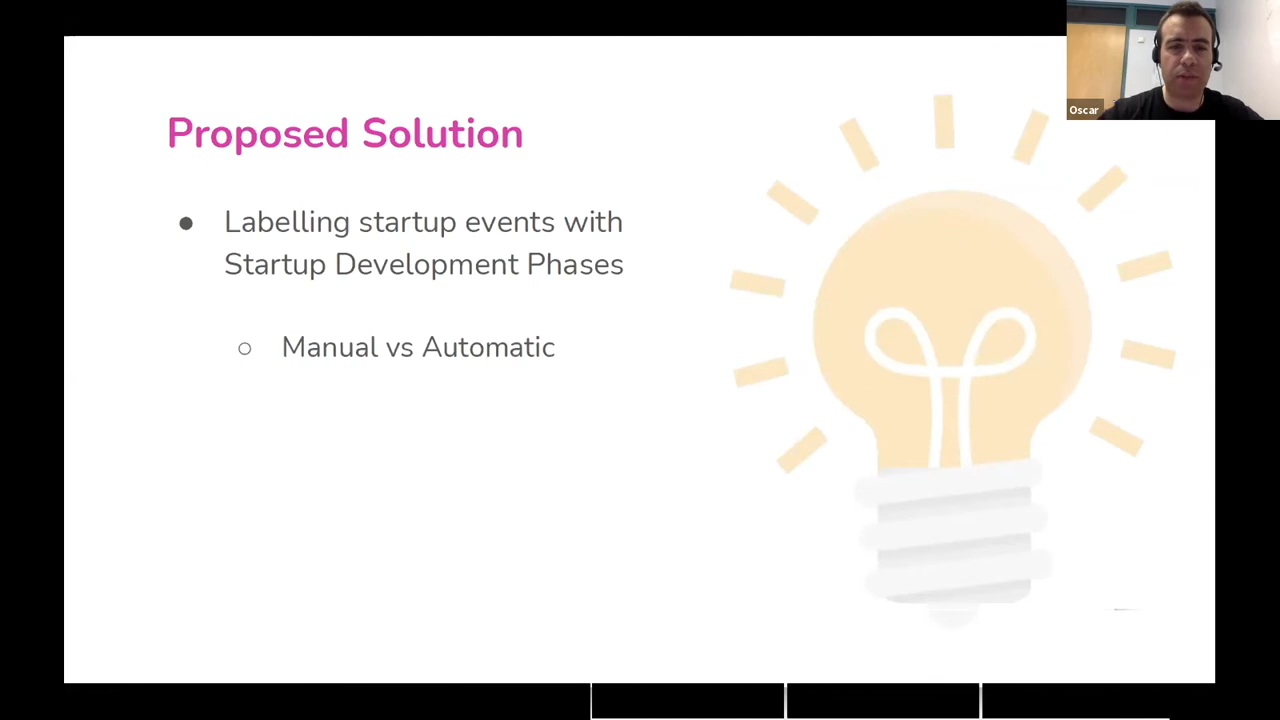 Oscar
Proposed Solution
● Labelling startup events with
Startup Development Phases
○ Manual vs Automatic